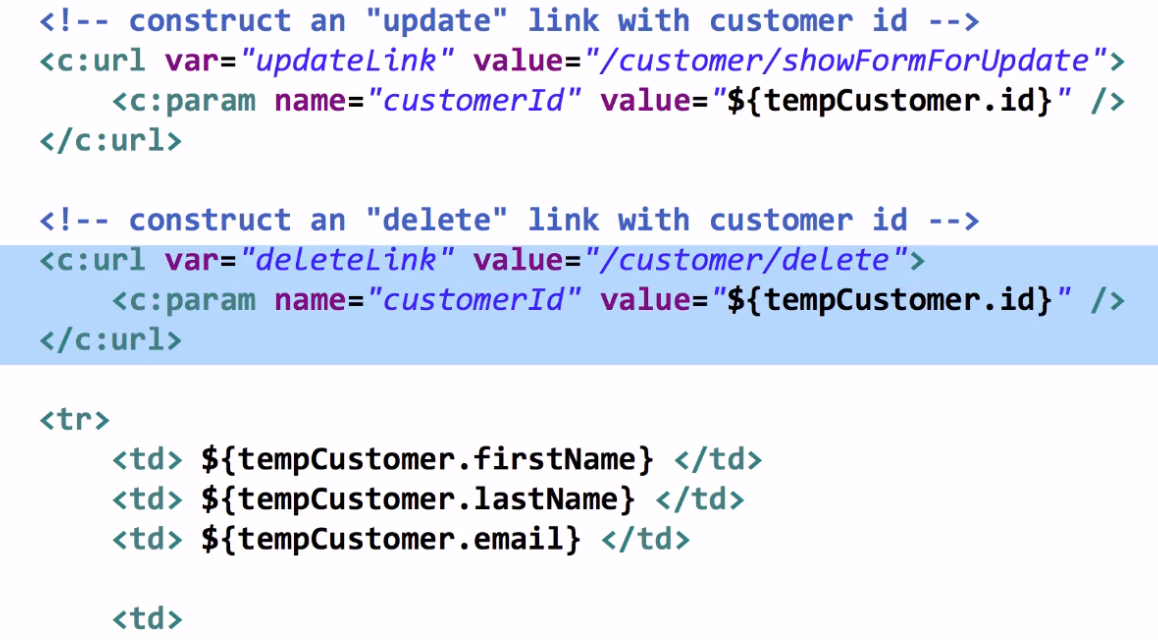 <!-- construct an "update" link with customer id -->
<c:url var="updateLink" value="/customer/showFormForUpdate">
    <c:param name="customerId" value="${tempCustomer.id}" />
</c:url>

<!-- construct an "delete" link with customer id -->
<c:url var="deleteLink" value="/customer/delete">
    <c:param name="customerId" value="${tempCustomer.id}" />
</c:url>

<tr>
    <td> ${tempCustomer.firstName} </td>
    <td> ${tempCustomer.lastName} </td>
    <td> ${tempCustomer.email} </td>

    <td>